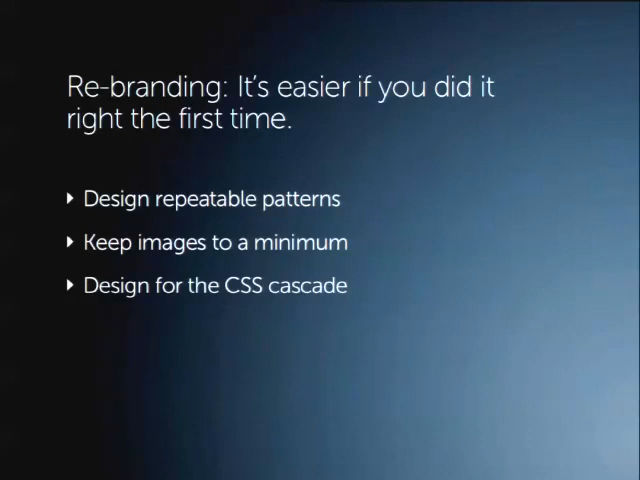 Re-branding: It’s easier if you did it
right the first time.
Design repeatable patterns
Keep images to a minimum
Design for the CSS cascade